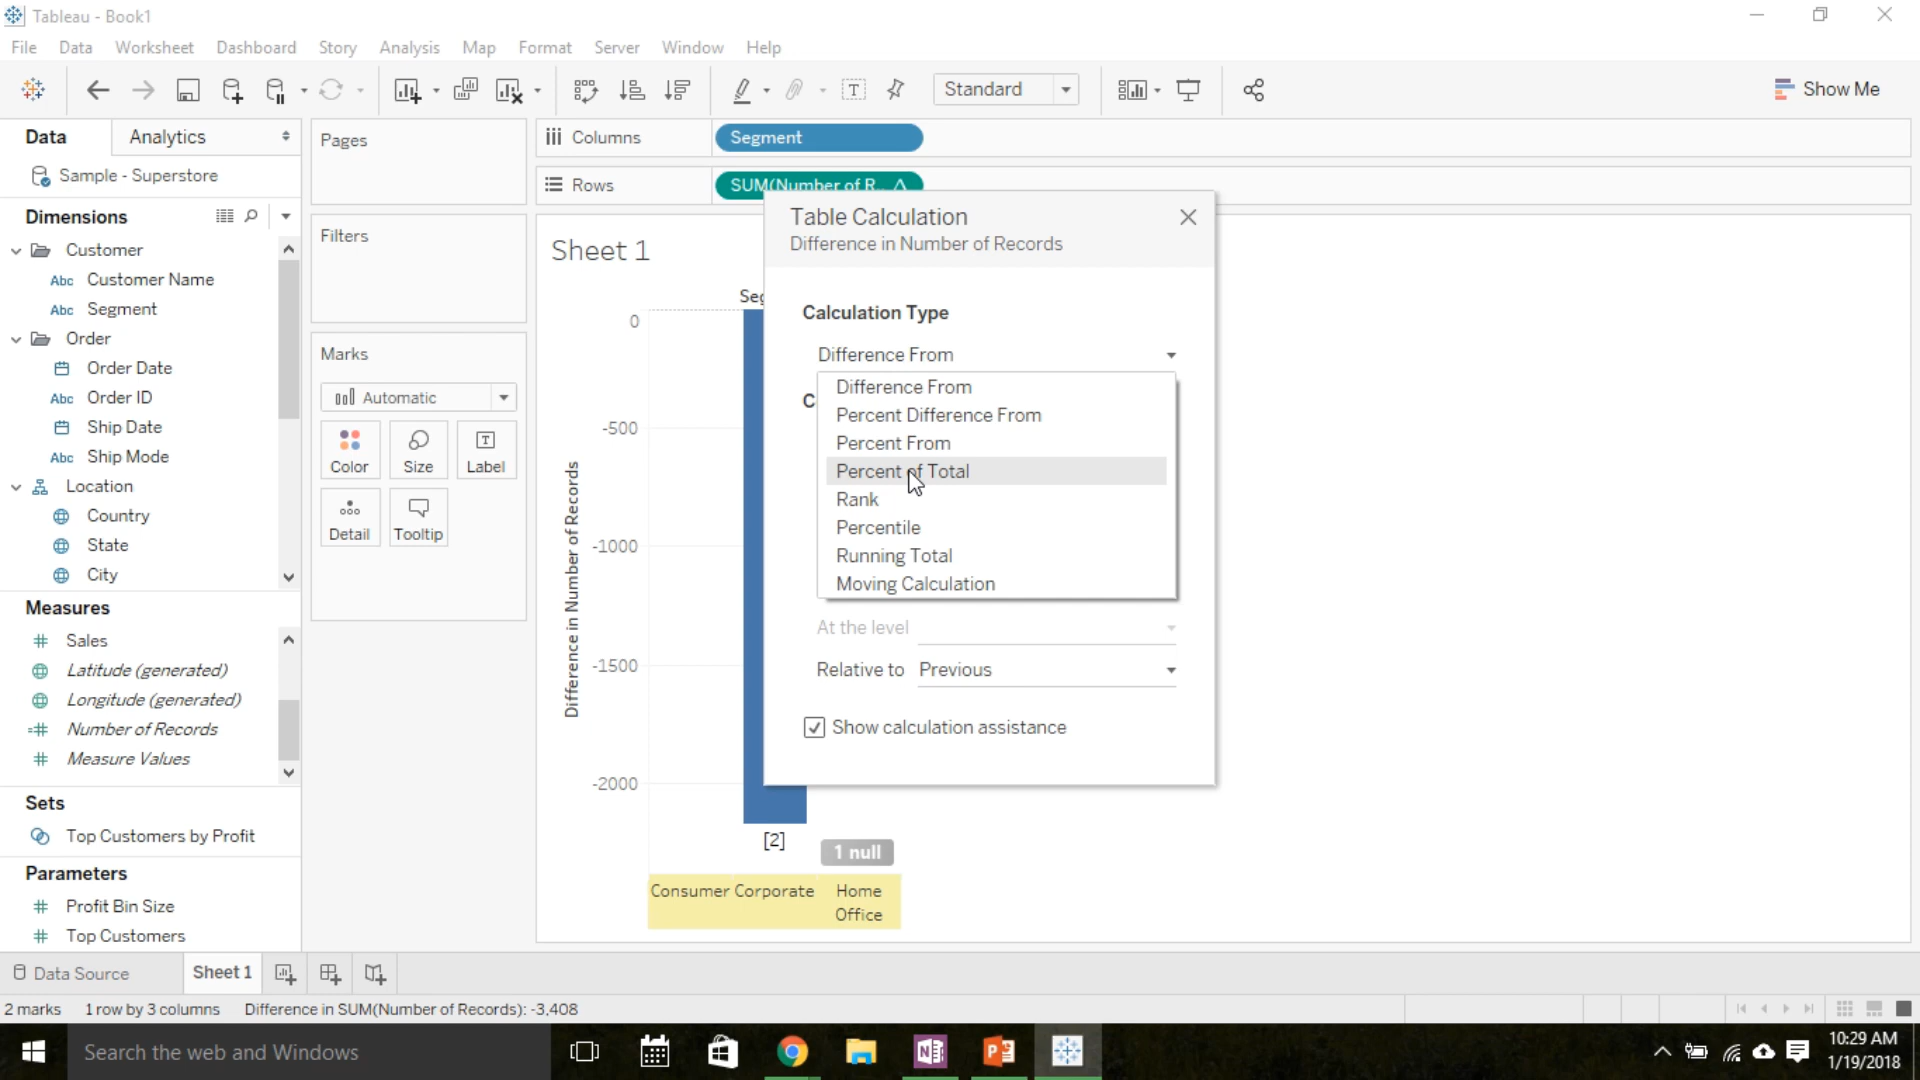 Tableau - Book1
File Data Worksheet Dashboard Story Analysis Map Format Server Window Help
Standard
Show Me
Data
Analytics
Sample - Superstore
Dimensions
Customer
Abc Customer Name
Abc Segment
Order
Order Date
Abc Order ID
Ship Date
Abc Ship Mode
Location
Country
State
City
Measures
Sales
Latitude (generated)
Longitude (generated)
Number of Records
Measure Values
Sets
Top Customers by Profit
Parameters
Profit Bin Size
Top Customers
Pages
Filters
Marks
Automatic
Color Size Label
Detail Tooltip
Columns Segment
Rows SUM(Number of R..
Sheet 1
Seg
0
-500
-1000
-1500
-2000
Difference in Number of Records
[2]
1 null
Consumer Corporate Home
Office
Table Calculation
Difference in Number of Records
Calculation Type
Difference From
C
Difference From
Percent Difference From
Percent From
Percent of Total
Rank
Percentile
Running Total
Moving Calculation
At the level
Relative to Previous
Show calculation assistance
Data Source Sheet 1
2 marks 1 row by 3 columns Difference in SUM(Number of Records): -3,408
Search the web and Windows
10:29 AM
1/19/2018